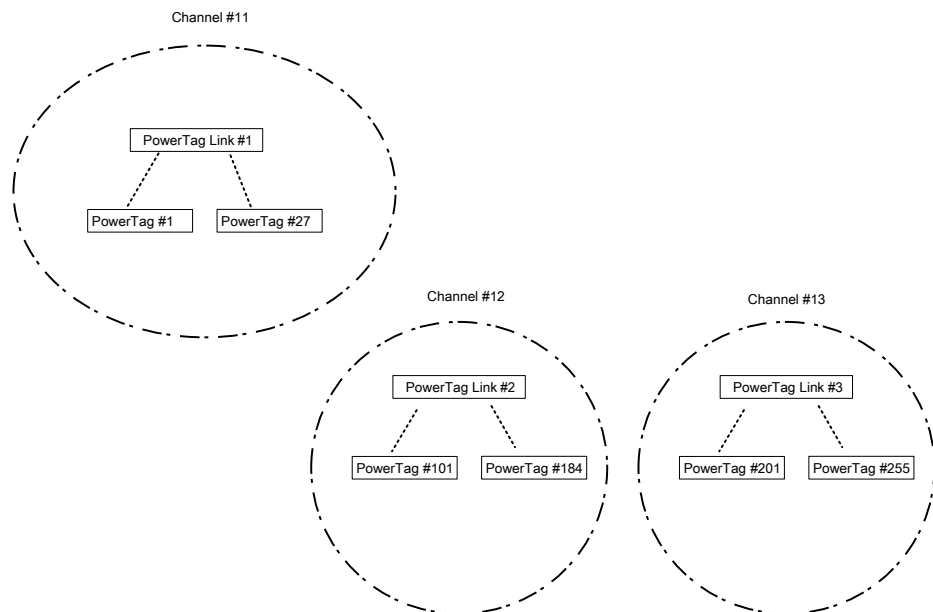 Channel #11
PowerTag Link #1
PowerTag #1
PowerTag #27
Channel #12
PowerTag Link #2
PowerTag #101
PowerTag #184
Channel #13
PowerTag Link #3
PowerTag #201
PowerTag #255